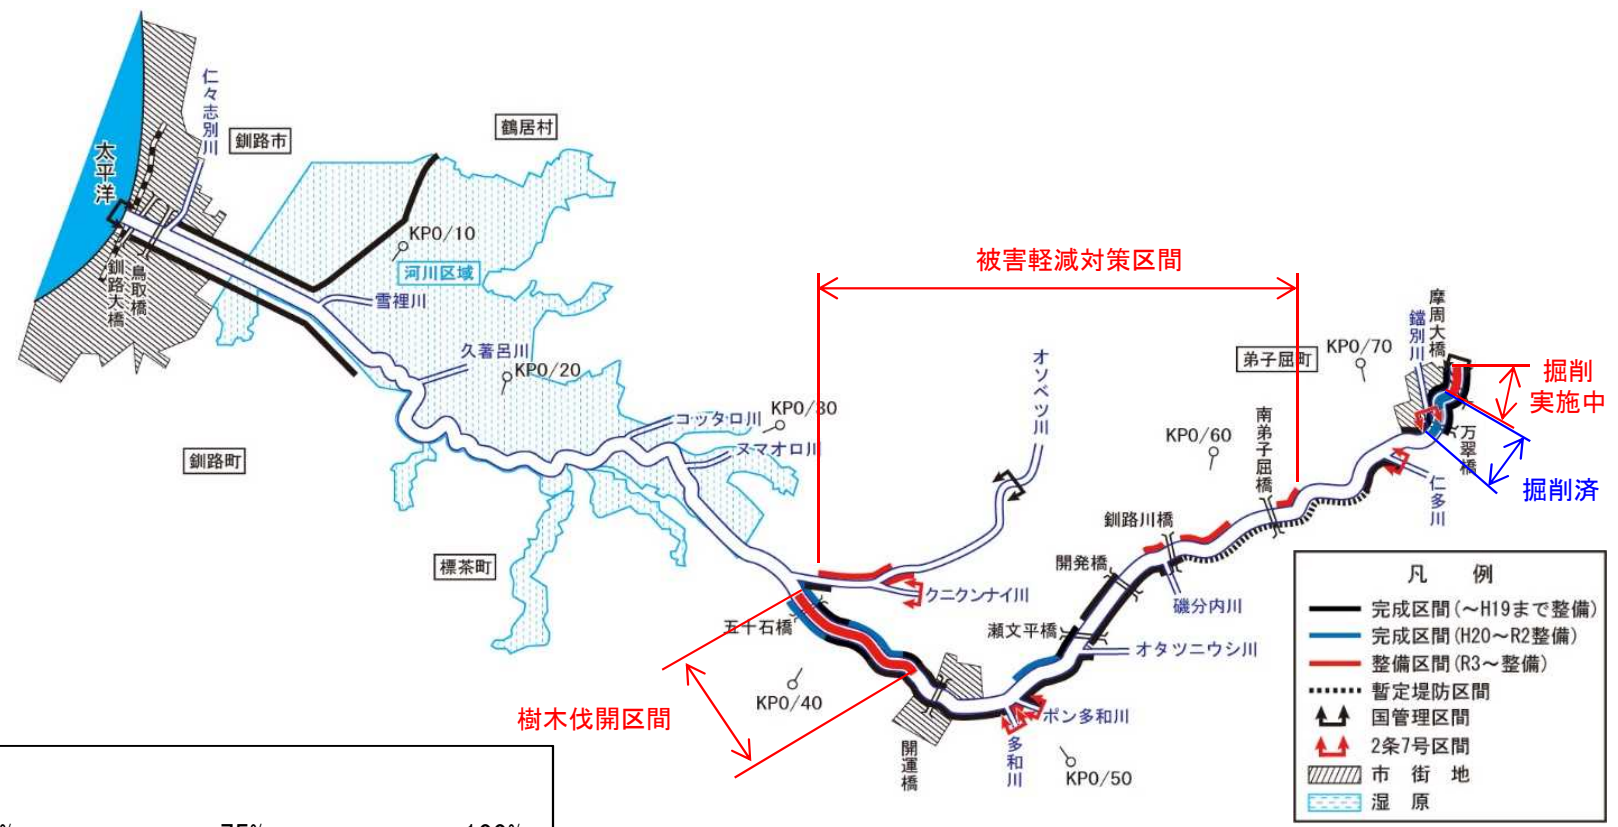 仁々志別川
釧路市
鶴居村
太平洋
KP0/10
河川区域
釧路大橋
鳥取橋
雪裡川
久著呂川
KP0/20
被害軽減対策区間
コッタロ川
KP0/30
ヌマオロ川
オソベツ川
釧路町
標茶町
KP0/60
南弟子屈橋
弟子屈町
KP0/70
鐺別川
摩周大橋
掘削
実施中
万翠橋
掘削済
仁多川
釧路川橋
開発橋
磯分内川
クニクンナイ川
五十石橋
瀬文平橋
オタツニウシ川
KP0/40
樹木伐開区間
ポン多和川
開運橋
多和川
KP0/50
凡 例
完成区間(～H19まで整備)
完成区間(H20～R2整備)
整備区間(R3～整備)
暫定堤防区間
国管理区間
2条7号区間
市 街 地
湿 原